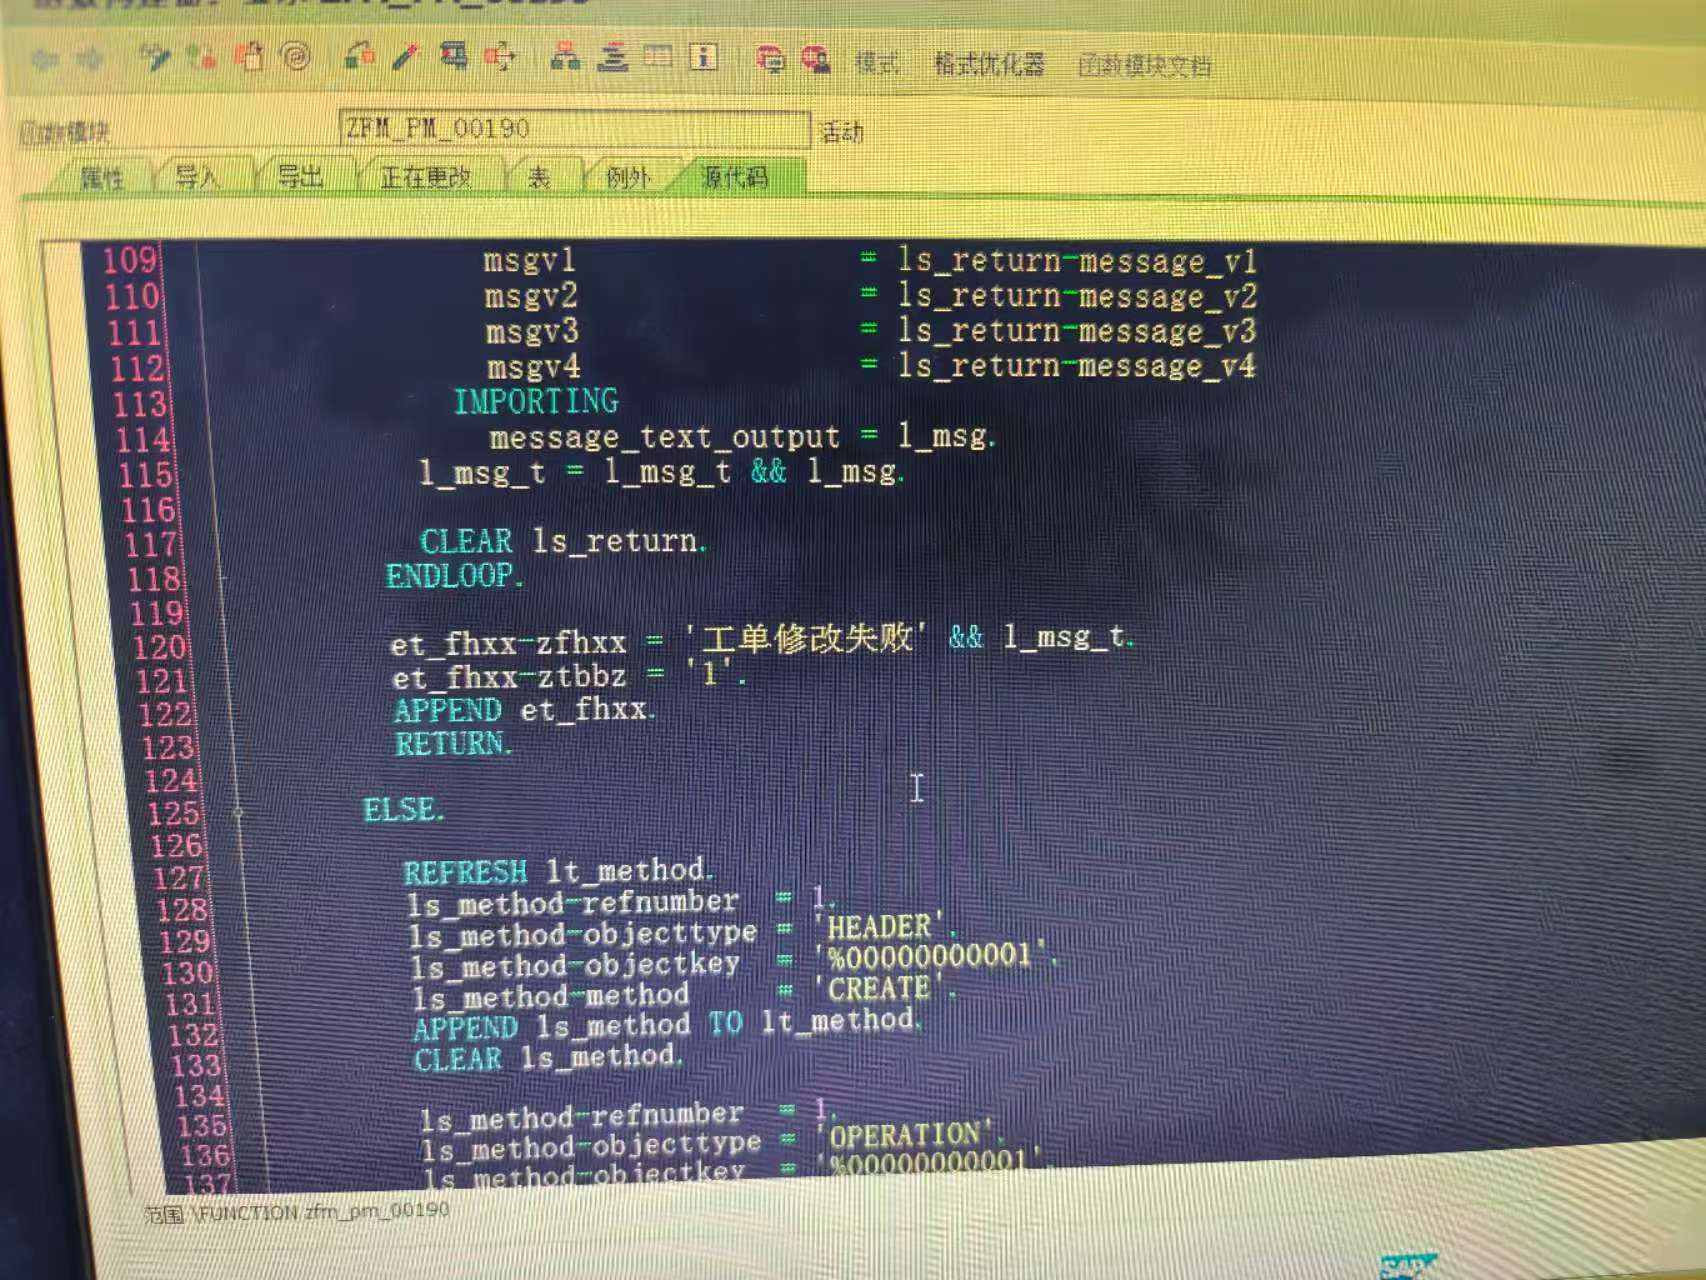 模式 格式优化器 函数模块文档
函数模块 ZFM_PM_00190 活动
属性 导入 导出 正在更改 表 例外 源代码
109 msgv1 = ls_return-message_v1
110 msgv2 = ls_return-message_v2
111 msgv3 = ls_return-message_v3
112 msgv4 = ls_return-message_v4
113 IMPORTING
114 message_text_output = l_msg.
115 l_msg_t = l_msg_t && l_msg.
116
117 CLEAR ls_return.
118 ENDLOOP.
119
120 et_fhxx-zfhxx = '工单修改失败' && l_msg_t.
121 et_fhxx-ztbbz = '1'.
122 APPEND et_fhxx.
123 RETURN.
124
125 ELSE.
126
127 REFRESH lt_method.
128 ls_method-refnumber = 1.
129 ls_method-objecttype = 'HEADER'.
130 ls_method-objectkey = '%00000000001'.
131 ls_method-method = 'CREATE'.
132 APPEND ls_method TO lt_method.
133 CLEAR ls_method.
134
135 ls_method-refnumber = 1.
136 ls_method-objecttype = 'OPERATION'.
137 ls_method-objectkey = '%00000000001'.
范围 \FUNCTION zfm_pm_00190